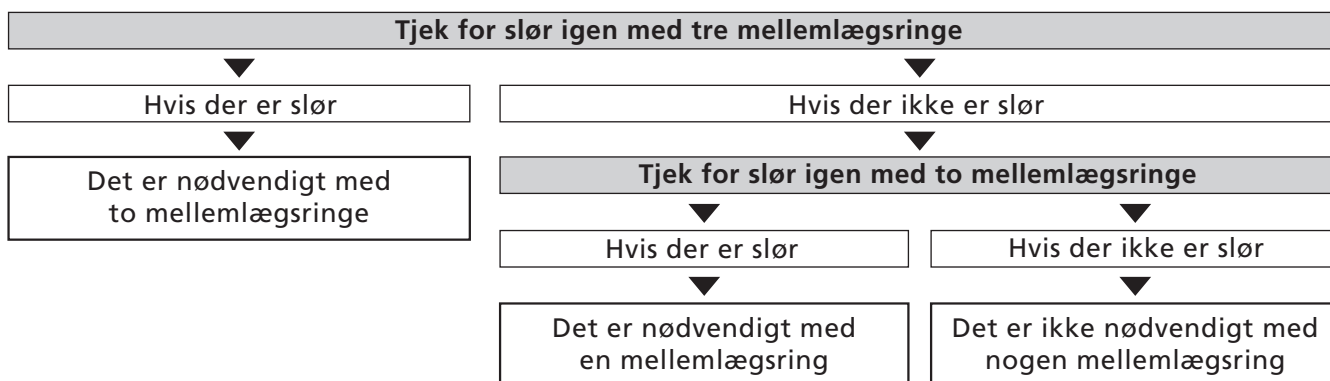 Tjek for slør igen med tre mellemlægsringe
Hvis der er slør
Hvis der ikke er slør
Det er nødvendigt med
to mellemlægsringe
Tjek for slør igen med to mellemlægsringe
Hvis der er slør
Hvis der ikke er slør
Det er nødvendigt med
en mellemlægsring
Det er ikke nødvendigt med
nogen mellemlægsring